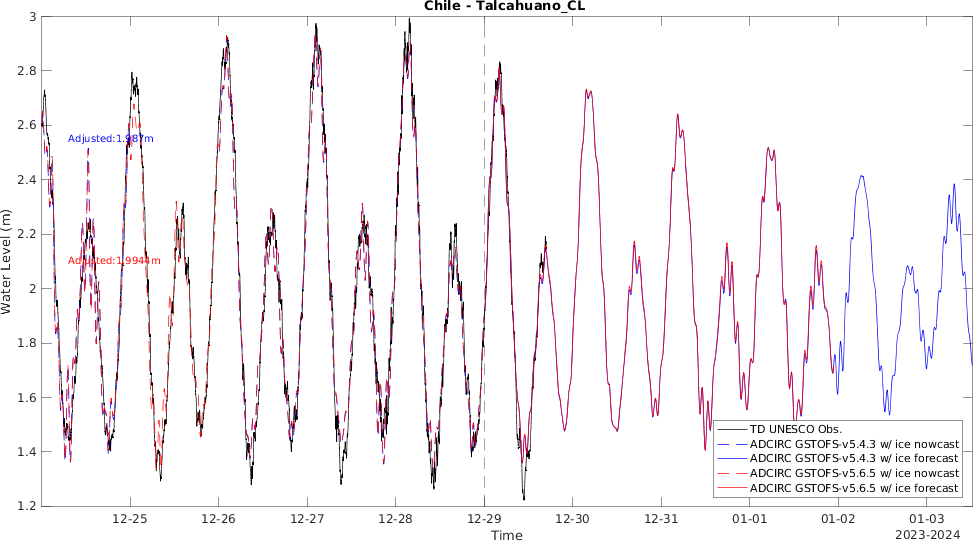 Chile - Talcahuano_CL
3
2.8
2.6
2.4
2.2
2
1.8
1.6
1.4
1.2
Water Level (m)
Adjusted:1.987m
Adjusted:1.9944m
12-25
12-26
12-27
12-28
12-29
12-30
12-31
01-01
01-02
01-03
2023-2024
Time
TD UNESCO Obs.
ADCIRC GSTOFS-v5.4.3 w/ ice nowcast
ADCIRC GSTOFS-v5.4.3 w/ ice forecast
ADCIRC GSTOFS-v5.6.5 w/ ice nowcast
ADCIRC GSTOFS-v5.6.5 w/ ice forecast